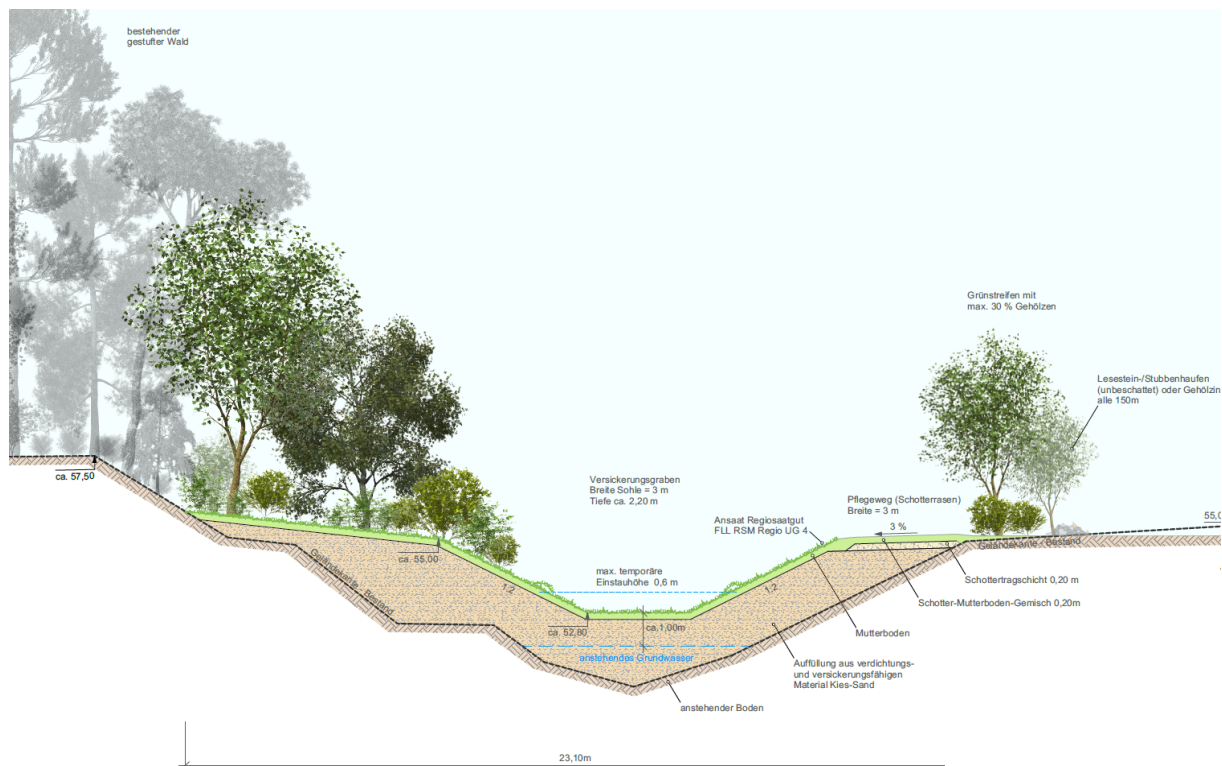 bestehender
gestufter Wald
Grünstreifen mit
max. 30 % Gehölzen
Lesestein-/Stubbenhaufen
(unbeschattet) oder Gehölzin
alle 150m
ca. 57,50
Versickerungsgraben
Breite Sohle = 3 m
Tiefe ca. 2,20 m
Pflegeweg (Schotterrasen)
Breite = 3 m
Ansaat Regiosaatgut
FLL RSM Regio UG 4
3 %
55,0
Geländekante - Bestand
ca. 55,00
Geländekante Bestand
max. temporäre
Einstauhöhe 0,6 m
1:2
1:2
Schottertragschicht 0,20 m
Schotter-Mutterboden-Gemisch 0,20m
ca. 52,80
ca.1,00m
Mutterboden
anstehendes Grundwasser
Auffüllung aus verdichtungs-
und versickerungsfähigen
Material Kies-Sand
anstehender Boden
23,10m